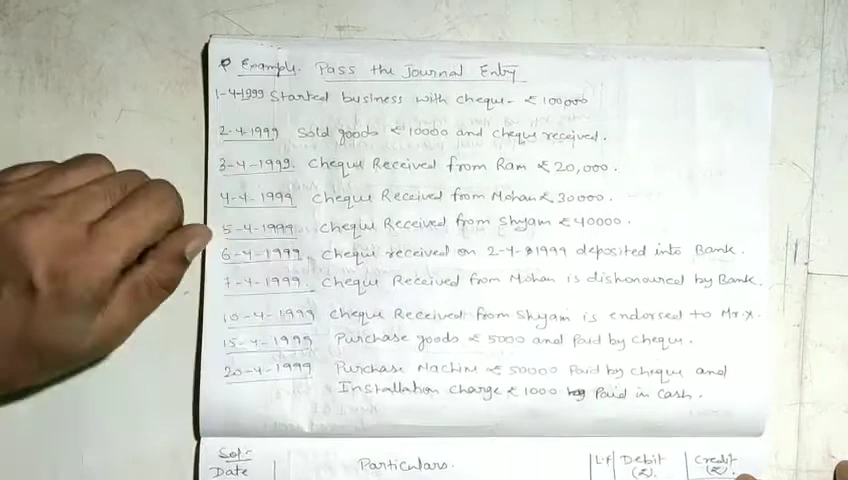 Example. Pass the Journal Entry
1-4-1999 Started business with cheque- ₹ 100000
2-4-1999 Sold goods ₹ 10000 and cheque received.
3-4-1999. Cheque Received from Ram ₹ 20,000.
4-4-1999 Cheque Received from Mohan ₹ 30000.
5-4-1999 Cheque Received from Shyam ₹ 40000.
6-4-1999. Cheque received on 2-4-1999 deposited into Bank.
7-4-1999. Cheque Received from Mohan is dishonoured by Bank.
10-4-1999 Cheque Received from Shyam is endorsed to Mr.X.
15-4-1999 Purchase goods ₹ 5000 and Paid by cheque.
20-4-1999 Purchase Machine ₹ 50000 Paid by cheque and
Installation charge ₹ 1000 Paid in Cash.
Sol:-
Date Particulars. L.F Debit (₹). Credit (₹).